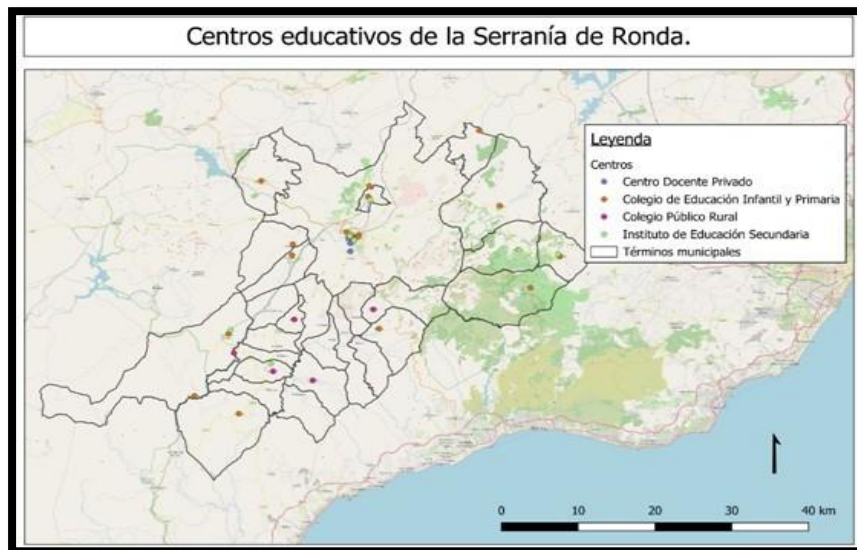 Centros educativos de la Serranía de Ronda.
Leyenda
Centros
Centro Docente Privado
Colegio de Educación Infantil y Primaria
Colegio Público Rural
Instituto de Educación Secundaria
Términos municipales
0 10 20 30 40 km